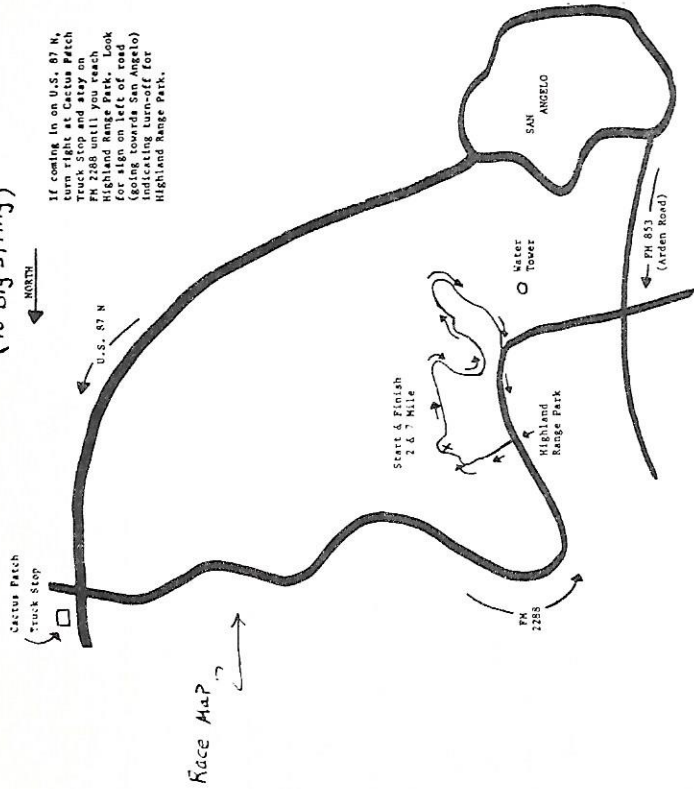 (to Big Spring)
NORTH
If coming in on U.S. 87 N,
turn right at Cactus Patch
Truck Stop and stay on
FM 2288 until you reach
Highland Range Park. Look
for sign on left of road
(going towards San Angelo)
indicating turn-off for
Highland Range Park.
Cactus Patch
Truck Stop
U.S. 87 N
SAN
ANGELO
Start & Finish
2 & 7 Mile
Water
Tower
Highland
Range Park
FM 853
(Arden Road)
FM
2288
Race Map